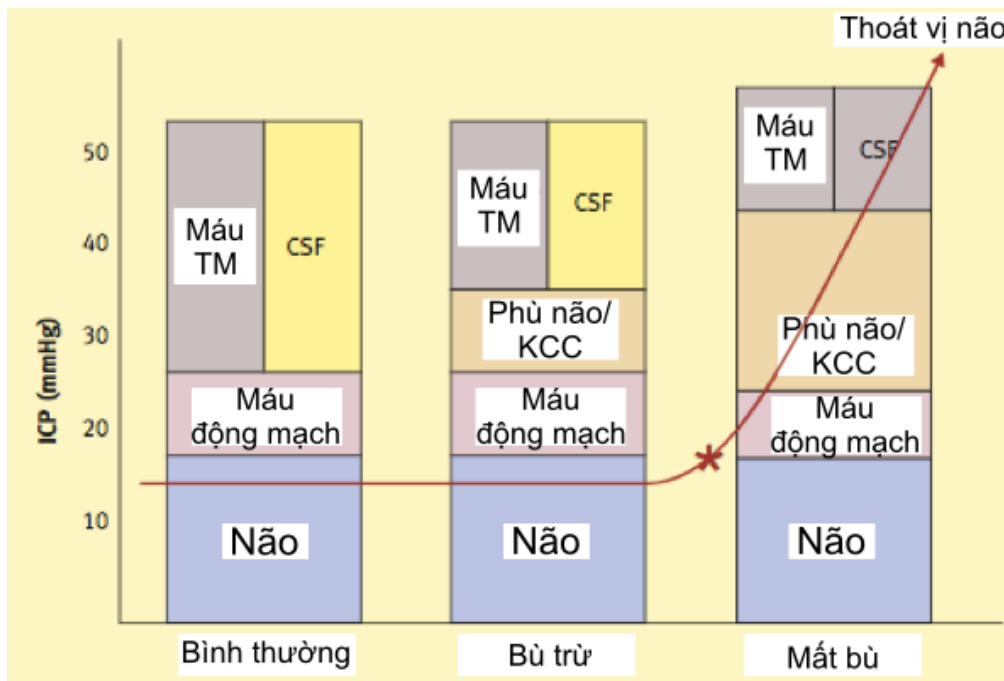 Thoát vị não
ICP (mmHg)
50
40
30
20
10
Máu
TM
CSF
Máu
động mạch
Não
Bình thường
Máu
TM
CSF
Phù não/
KCC
Máu
động mạch
Não
Bù trừ
Máu
TM
CSF
Phù não/
KCC
Máu
động mạch
Não
Mất bù